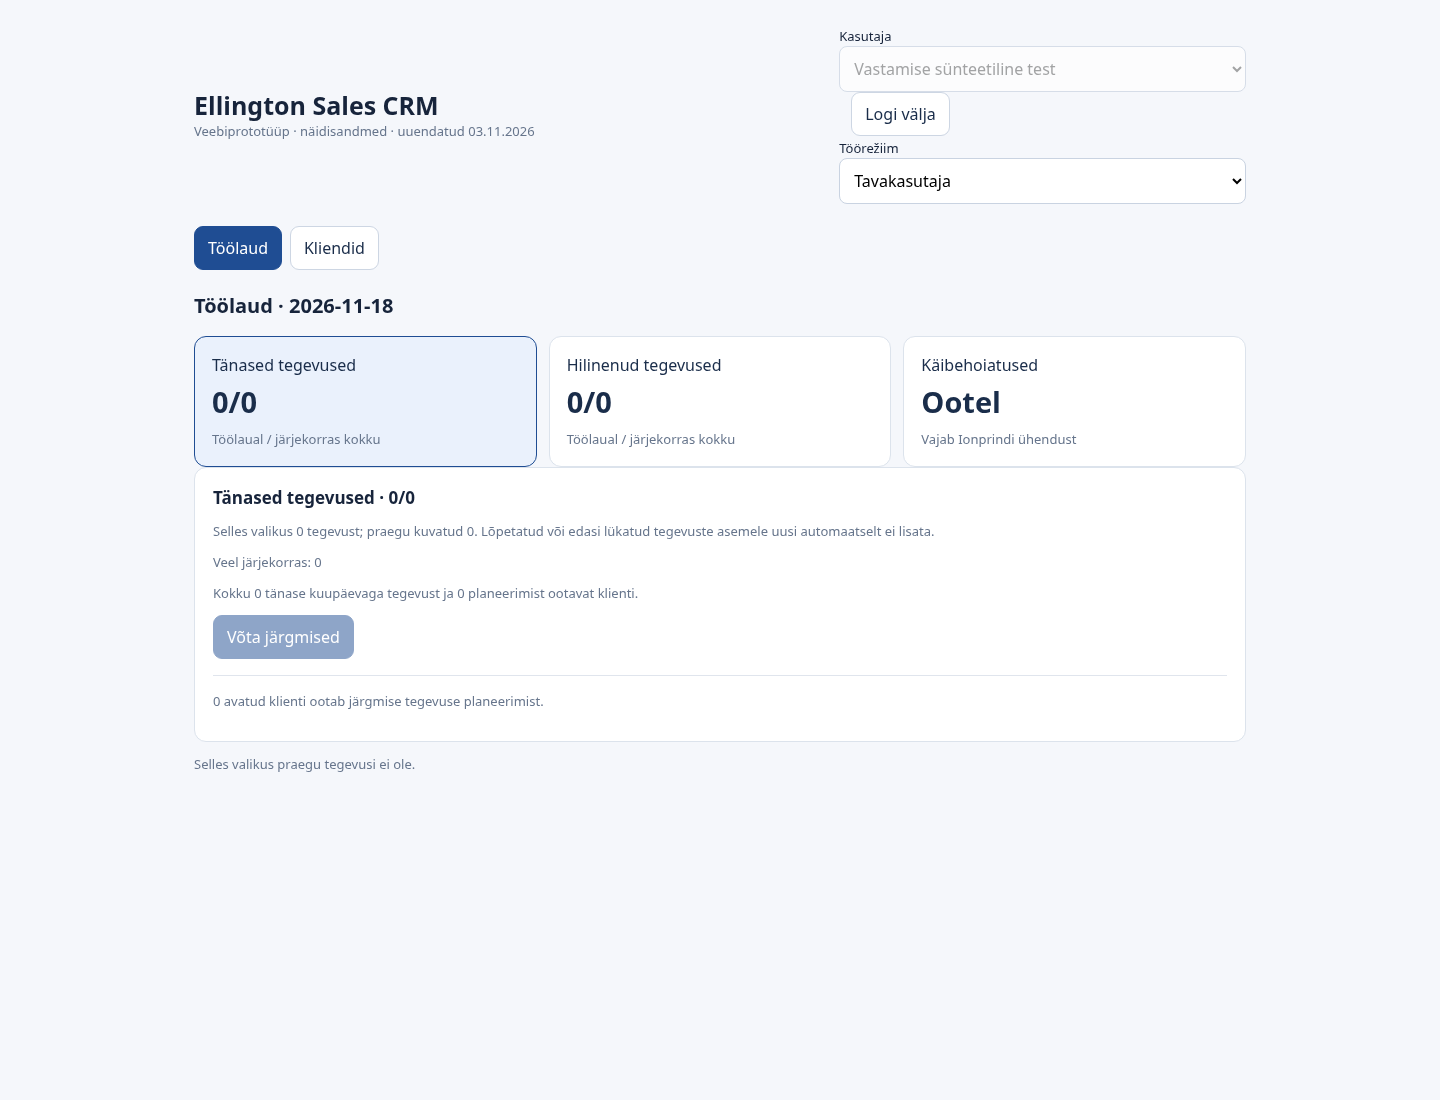 Ellington Sales CRM
Veebiprototüüp · näidisandmed · uuendatud 03.11.2026
Kasutaja
Vastamise sünteetiline test
Logi välja
Töörežiim
Tavakasutaja
Töölaud
Kliendid
Töölaud · 2026-11-18
Tänased tegevused
0/0
Töölaual / järjekorras kokku
Hilinenud tegevused
0/0
Töölaual / järjekorras kokku
Käibehoiatused
Ootel
Vajab Ionprindi ühendust
Tänased tegevused · 0/0
Selles valikus 0 tegevust; praegu kuvatud 0. Lõpetatud või edasi lükatud tegevuste asemele uusi automaatselt ei lisata.
Veel järjekorras: 0
Kokku 0 tänase kuupäevaga tegevust ja 0 planeerimist ootavat klienti.
Võta järgmised
0 avatud klienti ootab järgmise tegevuse planeerimist.
Selles valikus praegu tegevusi ei ole.